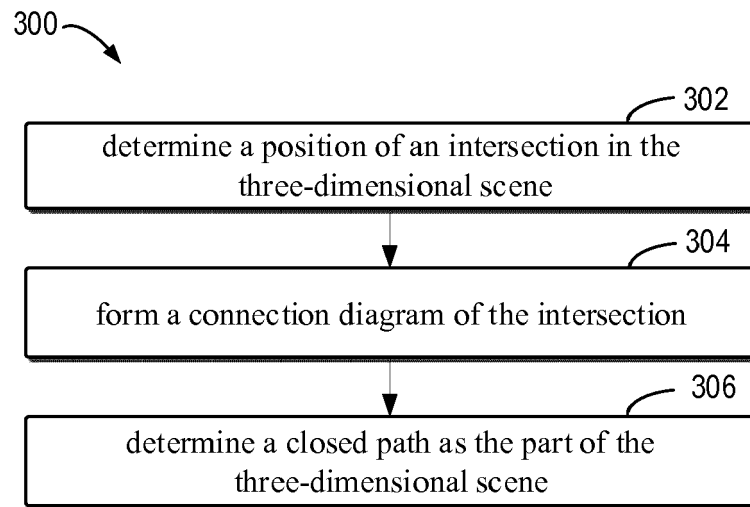 300
302
determine a position of an intersection in the
three-dimensional scene
304
form a connection diagram of the intersection
306
determine a closed path as the part of the
three-dimensional scene